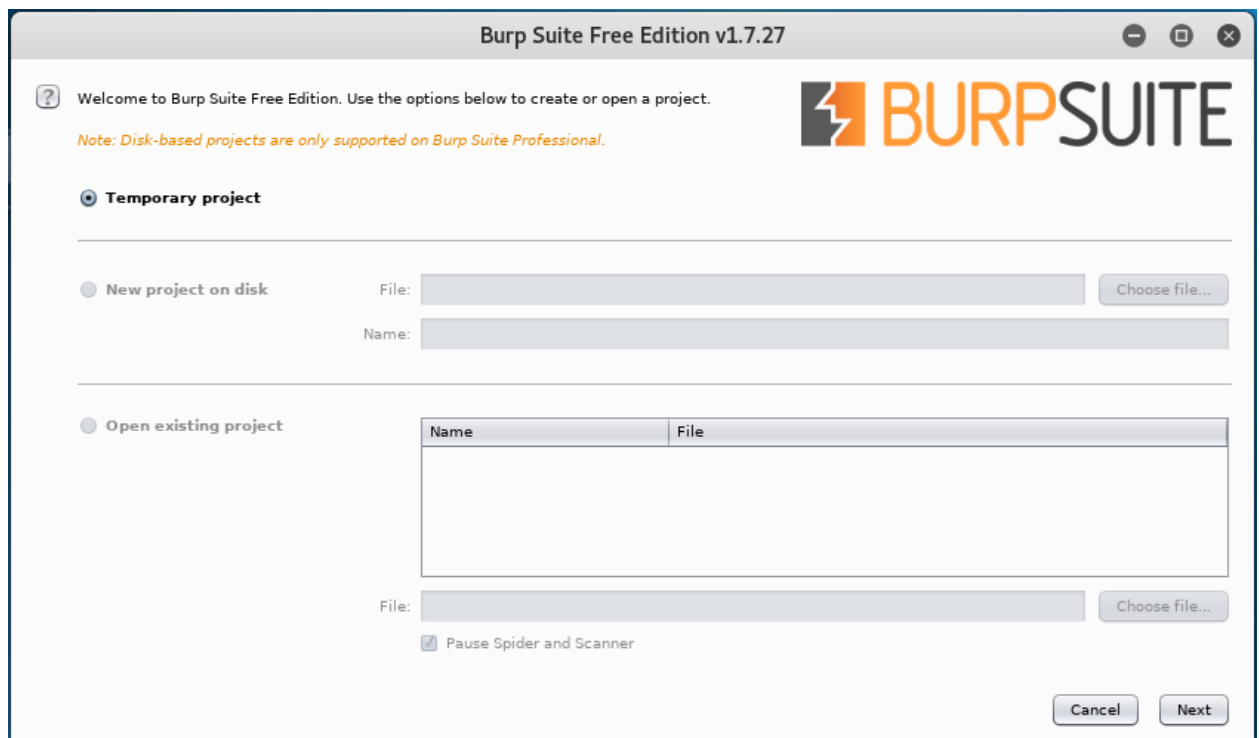 Burp Suite Free Edition v1.7.27
? Welcome to Burp Suite Free Edition. Use the options below to create or open a project.
BURPSUITE
Note: Disk-based projects are only supported on Burp Suite Professional.
Temporary project
New project on disk File: Choose file...
Name:
Open existing project
Name File
File: Choose file...
Pause Spider and Scanner
Cancel Next